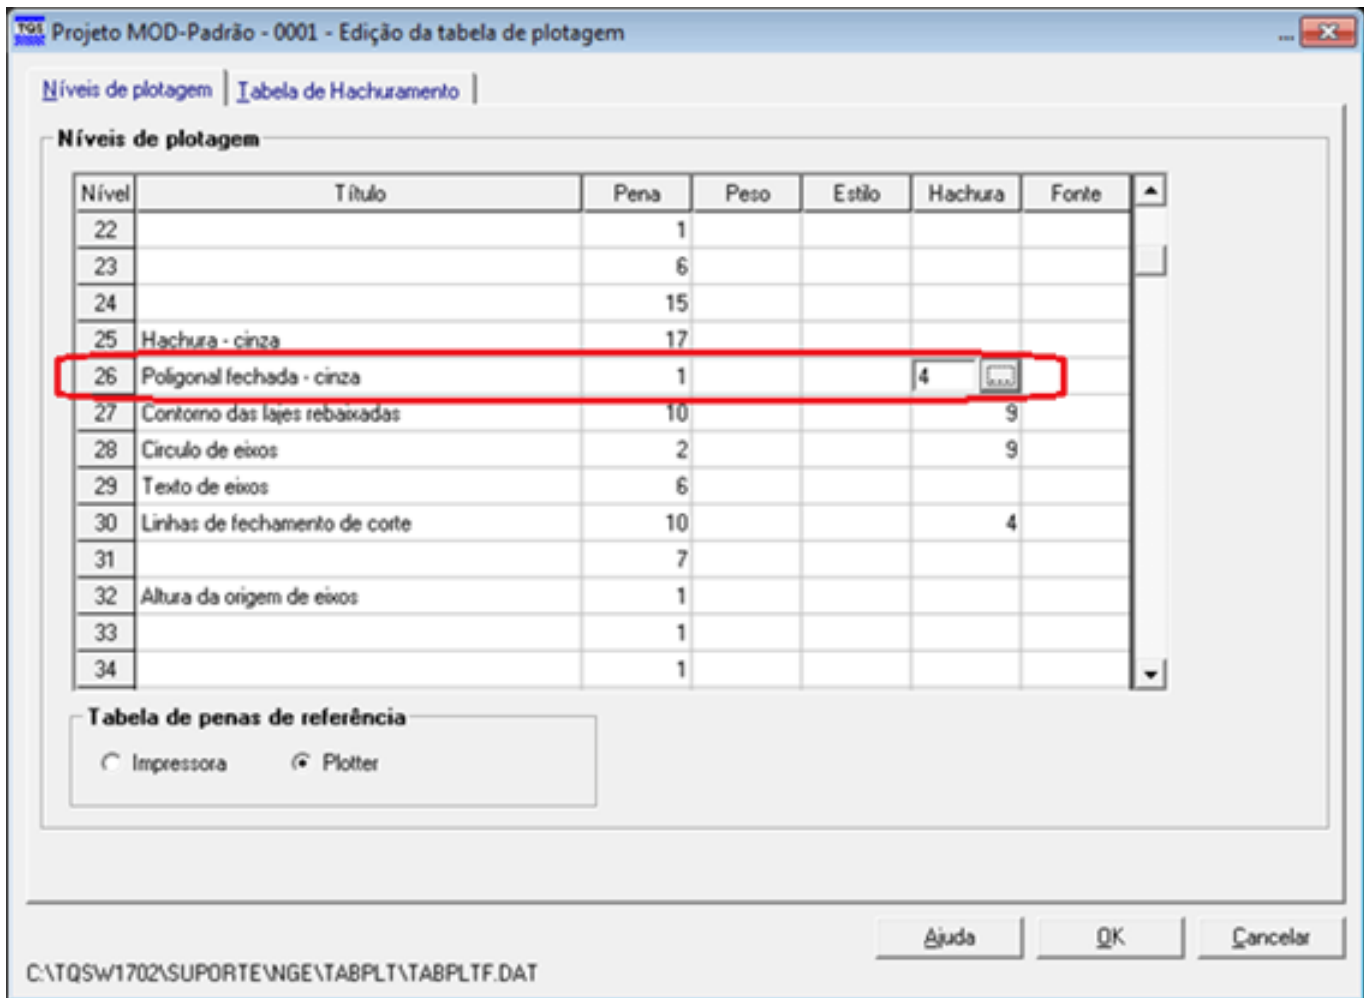 TQS Projeto MOD-Padrão - 0001 - Edição da tabela de plotagem ...
Níveis de plotagem Tabela de Hachuramento
Níveis de plotagem
Nível Título Pena Peso Estilo Hachura Fonte
22 1
23 6
24 15
25 Hachura - cinza 17
26 Poligonal fechada - cinza 1 4 ...
27 Contorno das lajes rebaixadas 10 9
28 Circulo de eixos 2 9
29 Texto de eixos 6
30 Linhas de fechamento de corte 10 4
31 7
32 Altura da origem de eixos 1
33 1
34 1
Tabela de penas de referência
Impressora Plotter
Ajuda OK Cancelar
C:\TQSW1702\SUPORTE\NGE\TABPLT\TABPLTF.DAT